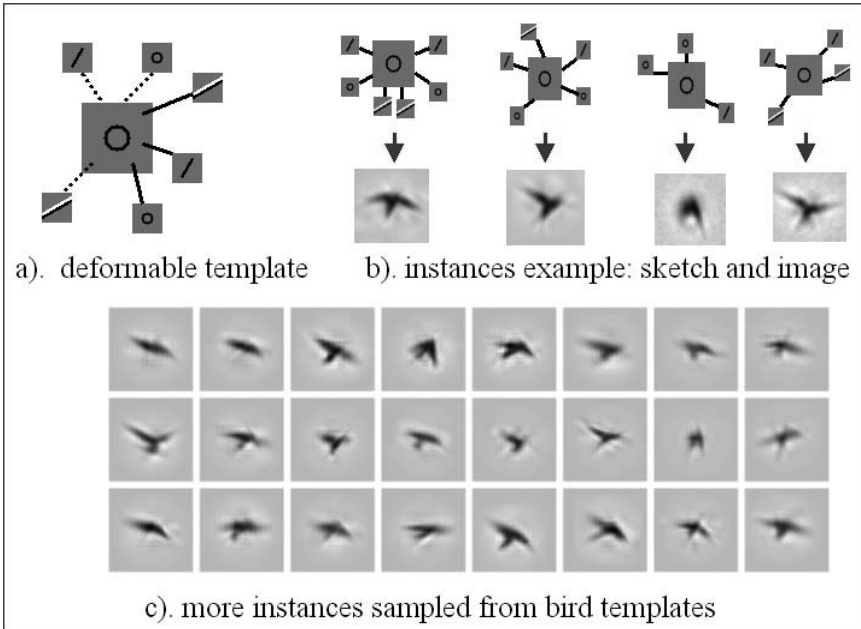 a). deformable template
b). instances example: sketch and image
c). more instances sampled from bird templates